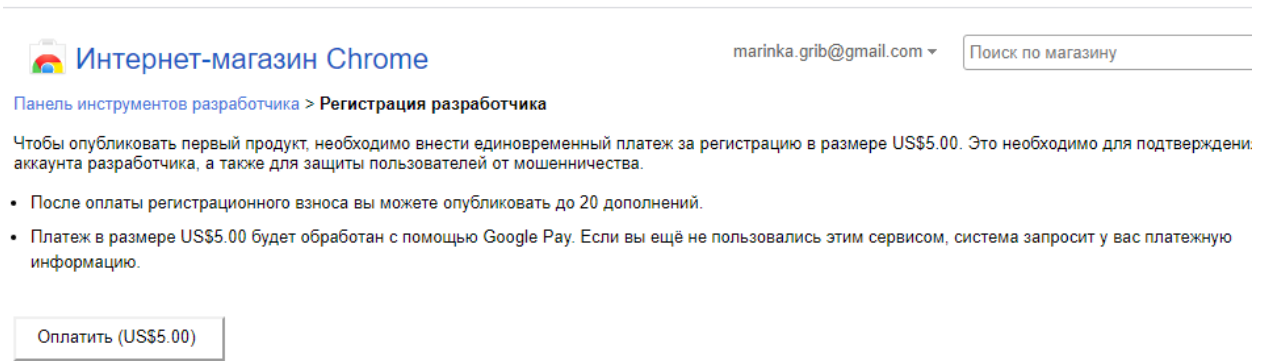 Интернет-магазин Chrome
marinka.grib@gmail.com
Поиск по магазину
Панель инструментов разработчика > Регистрация разработчика
Чтобы опубликовать первый продукт, необходимо внести единовременный платеж за регистрацию в размере US$5.00. Это необходимо для подтверждени
аккаунта разработчика, а также для защиты пользователей от мошенничества.
• После оплаты регистрационного взноса вы можете опубликовать до 20 дополнений.
• Платеж в размере US$5.00 будет обработан с помощью Google Pay. Если вы ещё не пользовались этим сервисом, система запросит у вас платежную
информацию.
Оплатить (US$5.00)